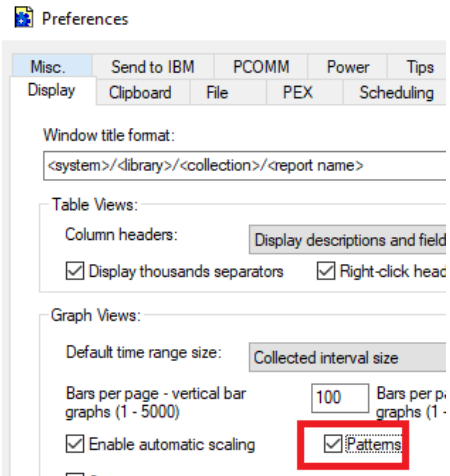 Preferences
Misc. Send to IBM PCOMM Power Tips
Display Clipboard File PEX Scheduling
Window title format:
<system>/<library>/<collection>/<report name>
Table Views:
Column headers: Display descriptions and field
Display thousands separators Right-click head
Graph Views:
Default time range size: Collected interval size
Bars per page - vertical bar 100 Bars per pa
graphs (1 - 5000) graphs (1 -
Enable automatic scaling Patterns